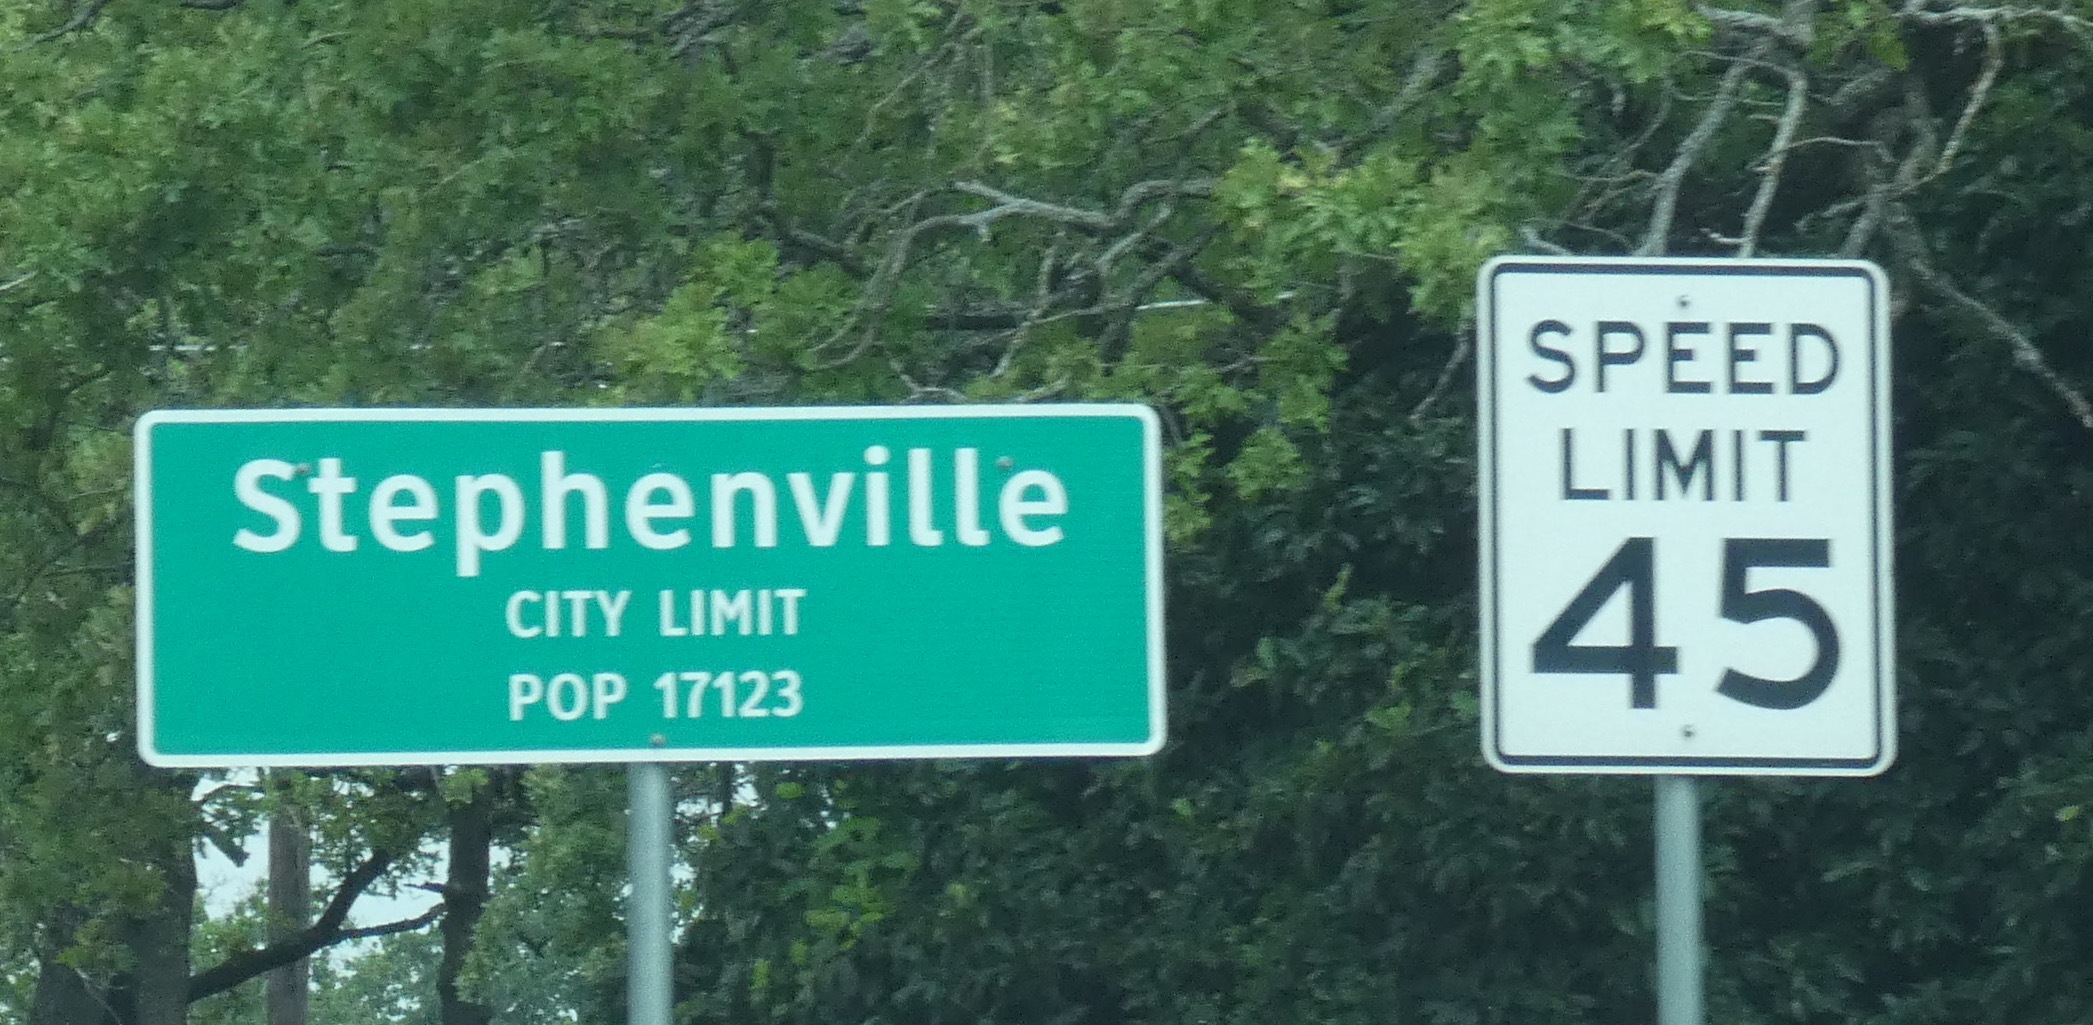 Stephenville
CITY LIMIT
POP 17123
SPEED
LIMIT
45